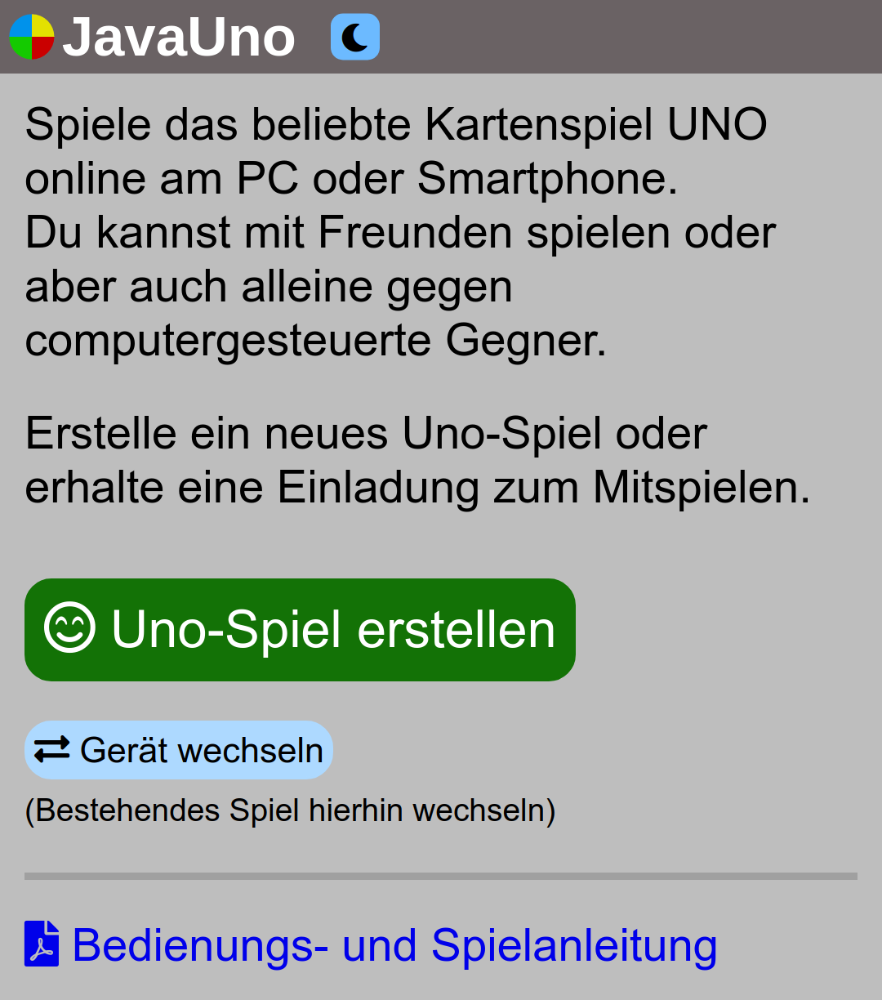 JavaUno
Spiele das beliebte Kartenspiel UNO
online am PC oder Smartphone.
Du kannst mit Freunden spielen oder
aber auch alleine gegen
computergesteuerte Gegner.
Erstelle ein neues Uno-Spiel oder
erhalte eine Einladung zum Mitspielen.
Uno-Spiel erstellen
Gerät wechseln
(Bestehendes Spiel hierhin wechseln)
Bedienungs- und Spielanleitung